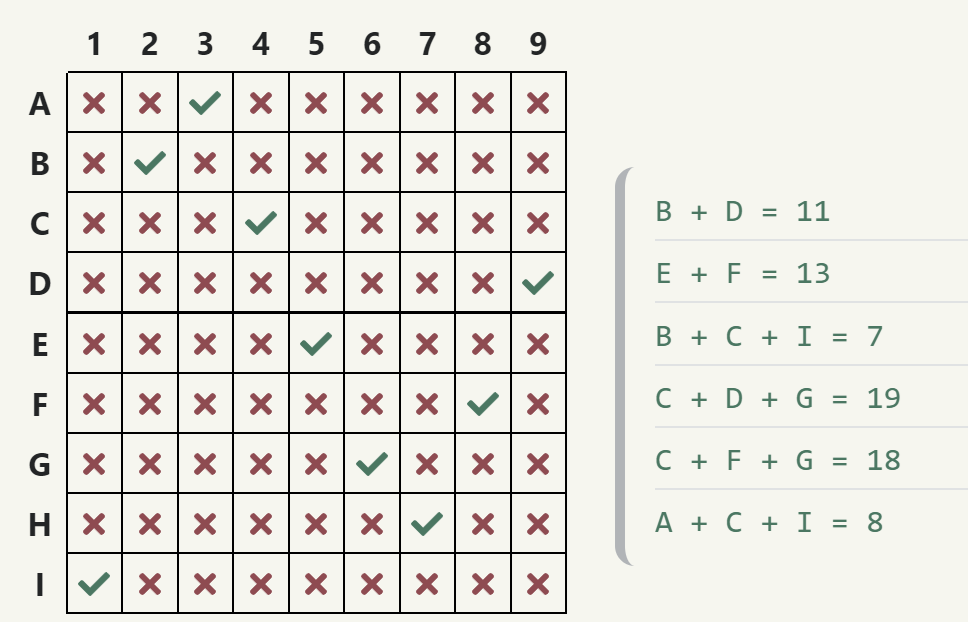 1 2 3 4 5 6 7 8 9
A
B
C
D
E
F
G
H
I
B + D = 11
E + F = 13
B + C + I = 7
C + D + G = 19
C + F + G = 18
A + C + I = 8